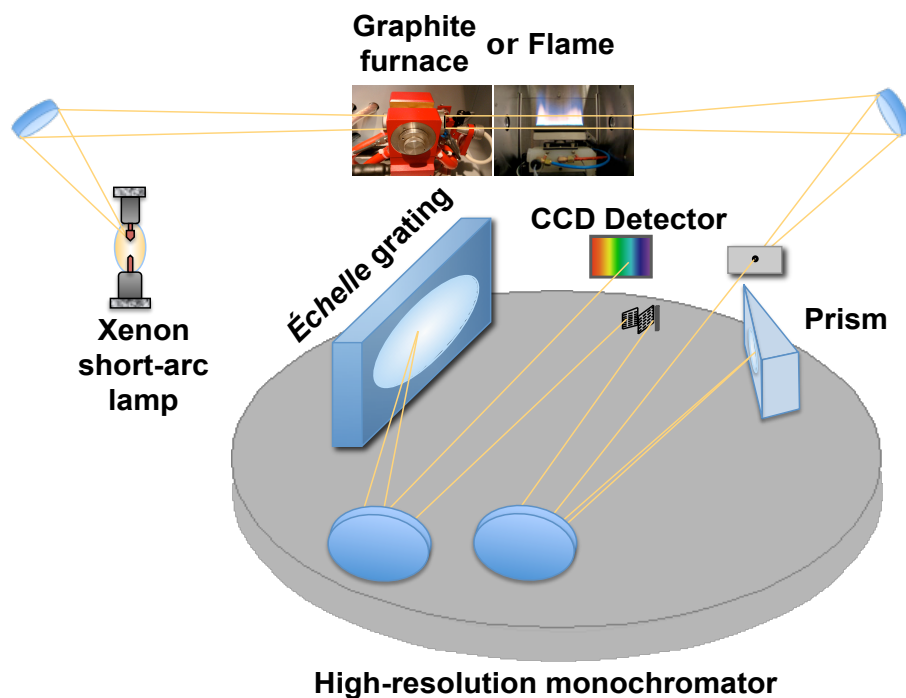 Graphite
furnace
or Flame
Échelle grating
CCD Detector
Xenon
short-arc
lamp
Prism
High-resolution monochromator